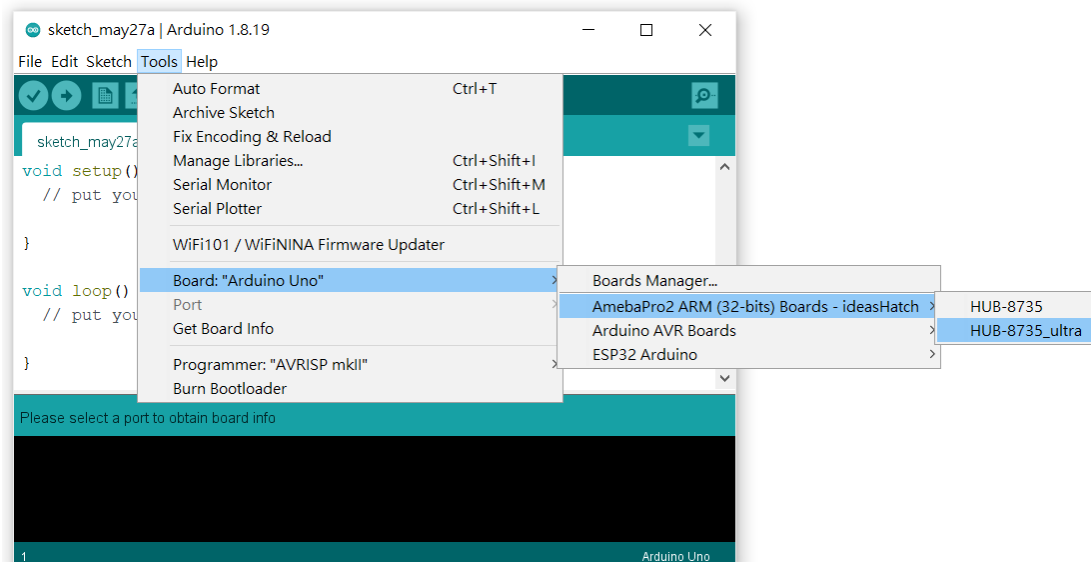 sketch_may27a | Arduino 1.8.19
File Edit Sketch Tools Help
Auto Format Ctrl+T
Archive Sketch
Fix Encoding & Reload
Manage Libraries... Ctrl+Shift+I
Serial Monitor Ctrl+Shift+M
Serial Plotter Ctrl+Shift+L
WiFi101 / WiFiNINA Firmware Updater
Board: "Arduino Uno"
Port
Get Board Info
Programmer: "AVRISP mkII"
Burn Bootloader
Boards Manager...
AmebaPro2 ARM (32-bits) Boards - ideasHatch
Arduino AVR Boards
ESP32 Arduino
HUB-8735
HUB-8735_ultra
sketch_may27a
void setup()
// put you
}
void loop()
// put you
}
Please select a port to obtain board info
1 Arduino Uno